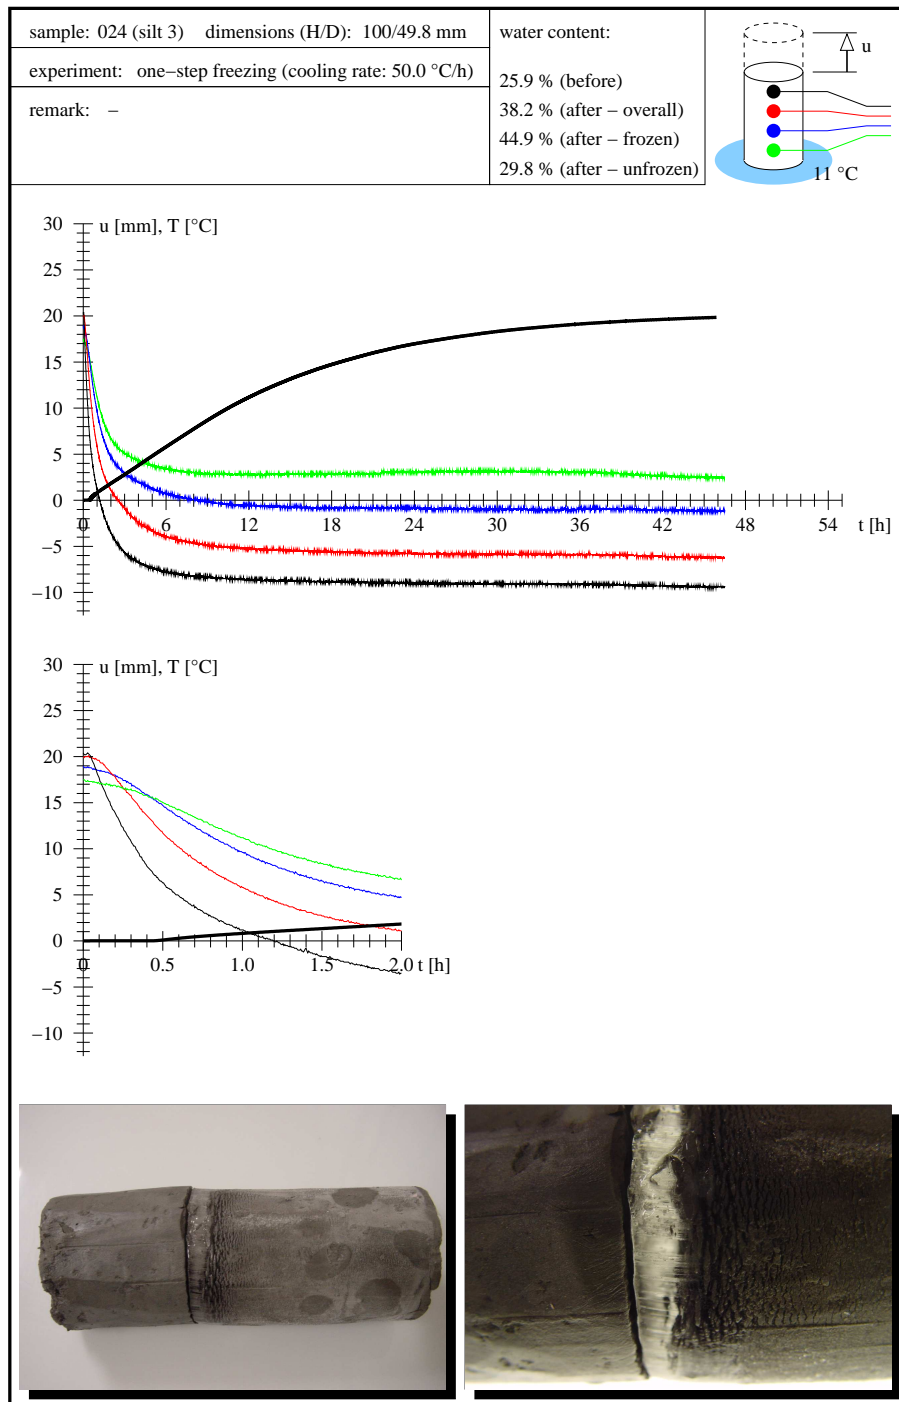 sample: 024 (silt 3) dimensions (H/D): 100/49.8 mm
experiment: one−step freezing (cooling rate: 50.0 °C/h)
remark: −
water content:
25.9 % (before)
38.2 % (after − overall)
44.9 % (after − frozen)
29.8 % (after − unfrozen)
u
11 °C
u [mm], T [°C]
30
25
20
15
10
5
0
−5
−10
0 6 12 18 24 30 36 42 48 54
t [h]
u [mm], T [°C]
30
25
20
15
10
5
0
−5
−10
0 0.5 1.0 1.5 2.0 t [h]